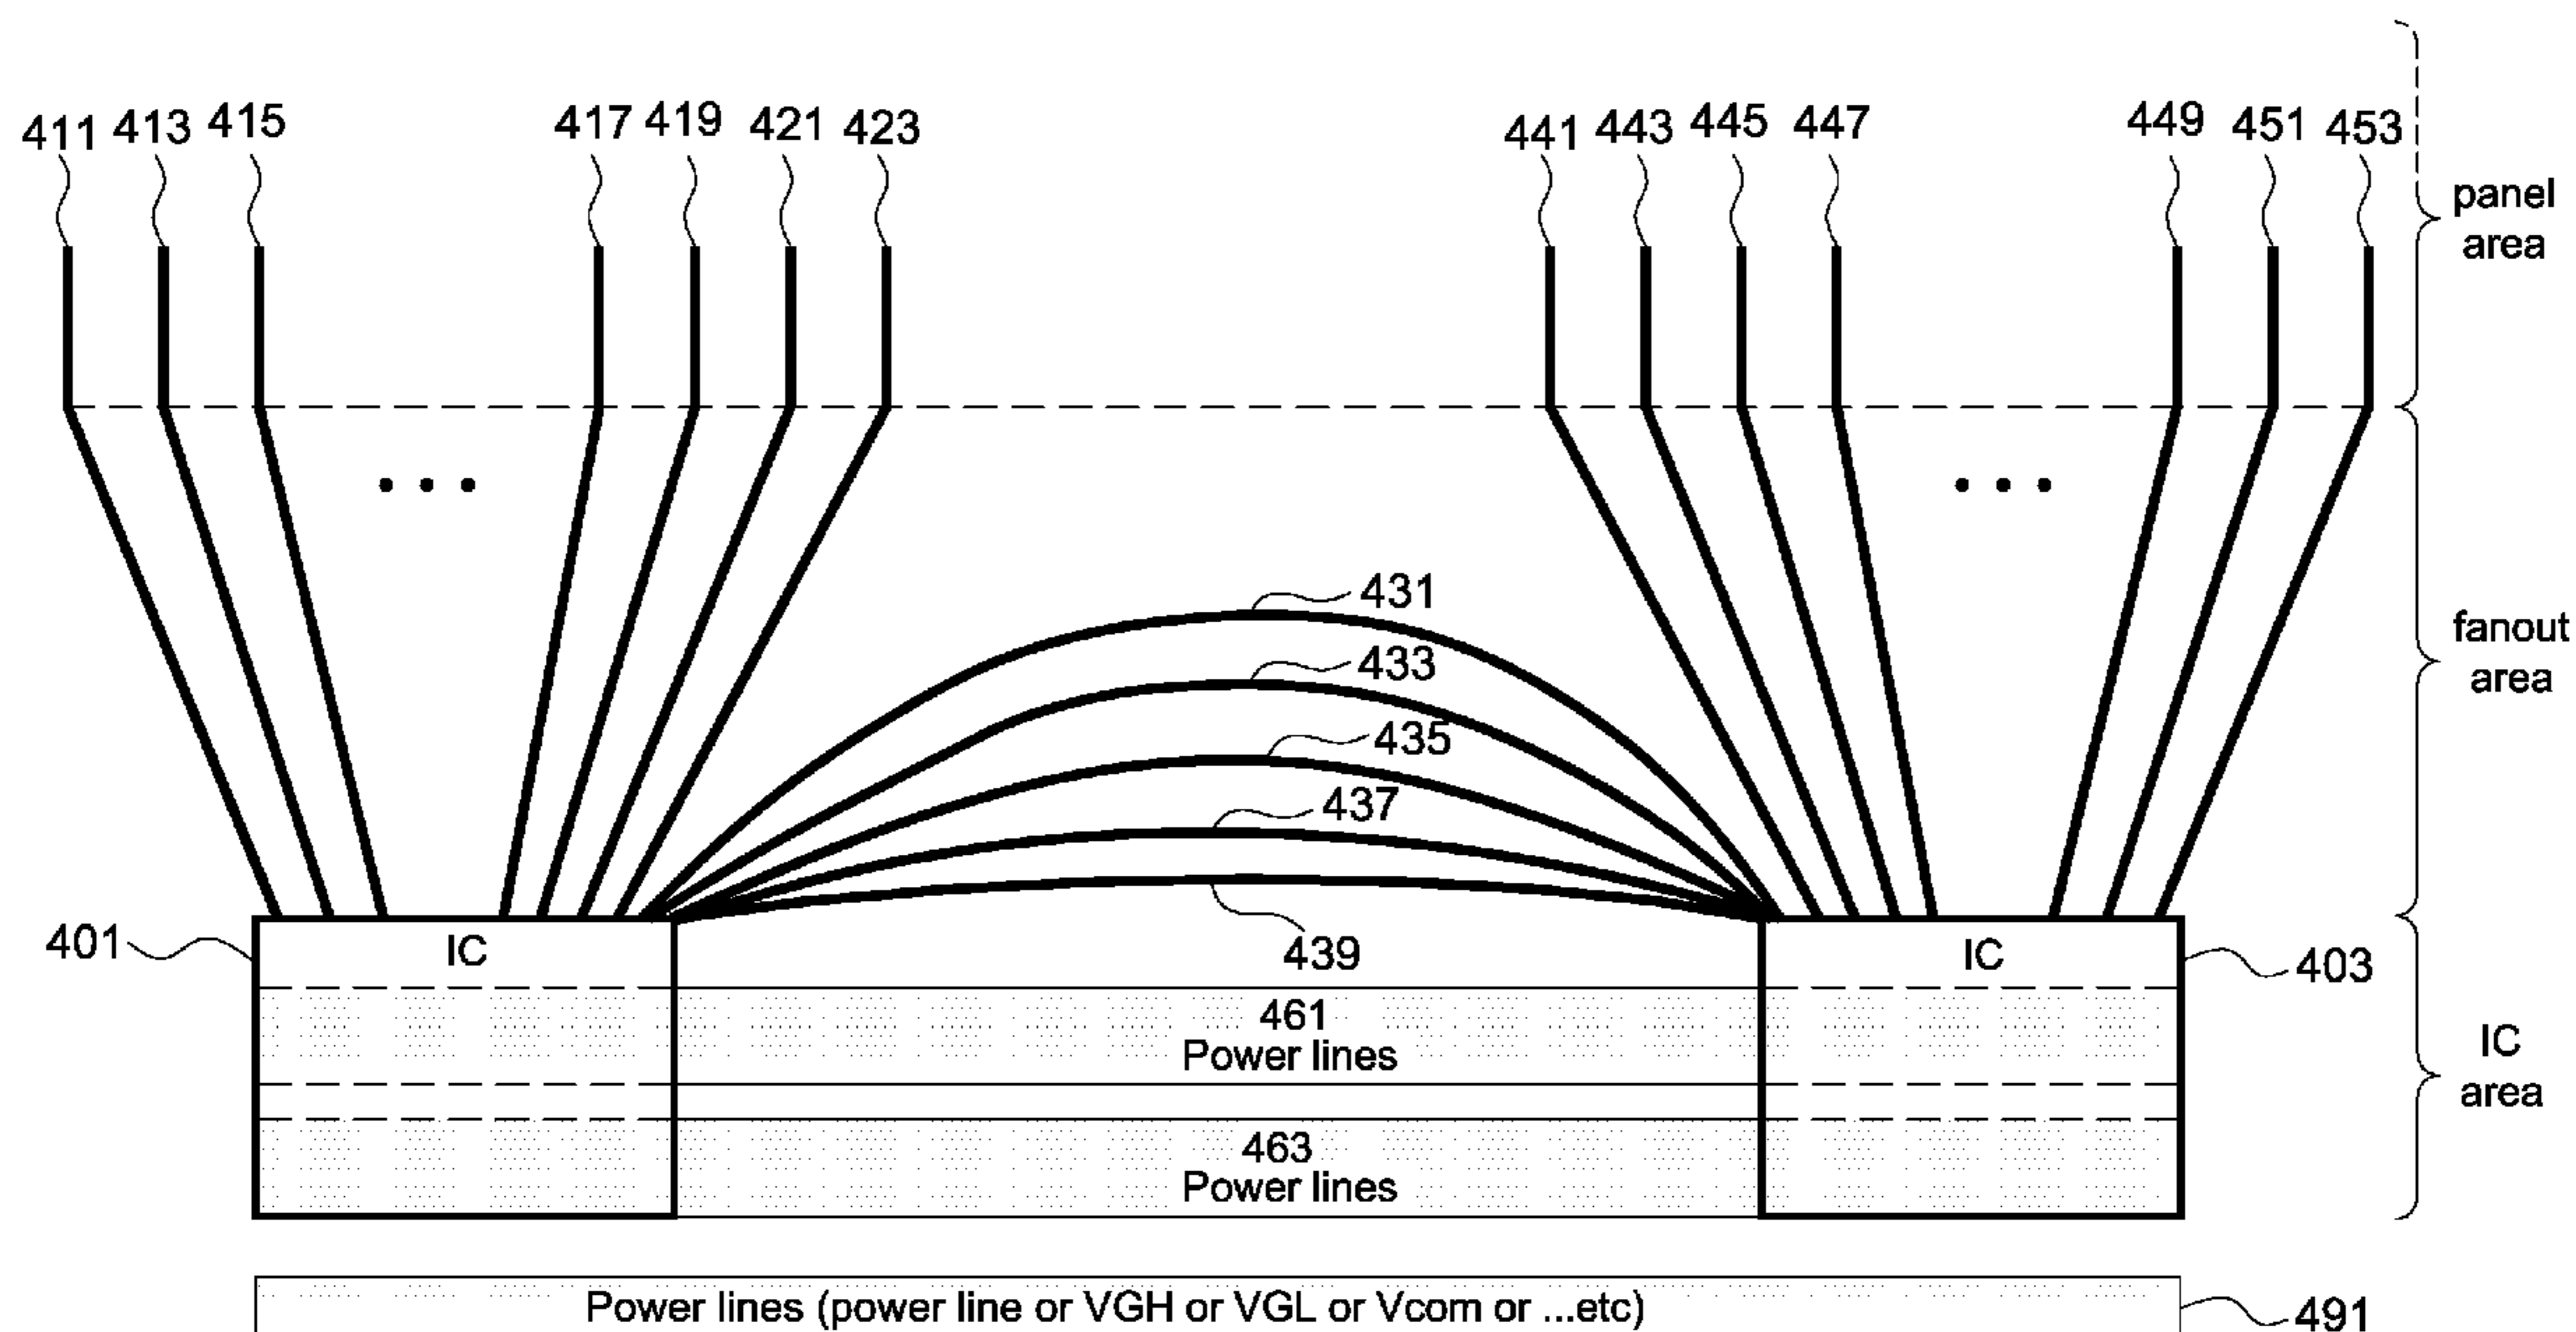 411 413 415 417 419 421 423 441 443 445 447 449 451 453
panel
area
431
433
435
437
439
fanout
area
401
IC
IC
403
461
Power lines
463
Power lines
IC
area
Power lines (power line or VGH or VGL or Vcom or ...etc)
491